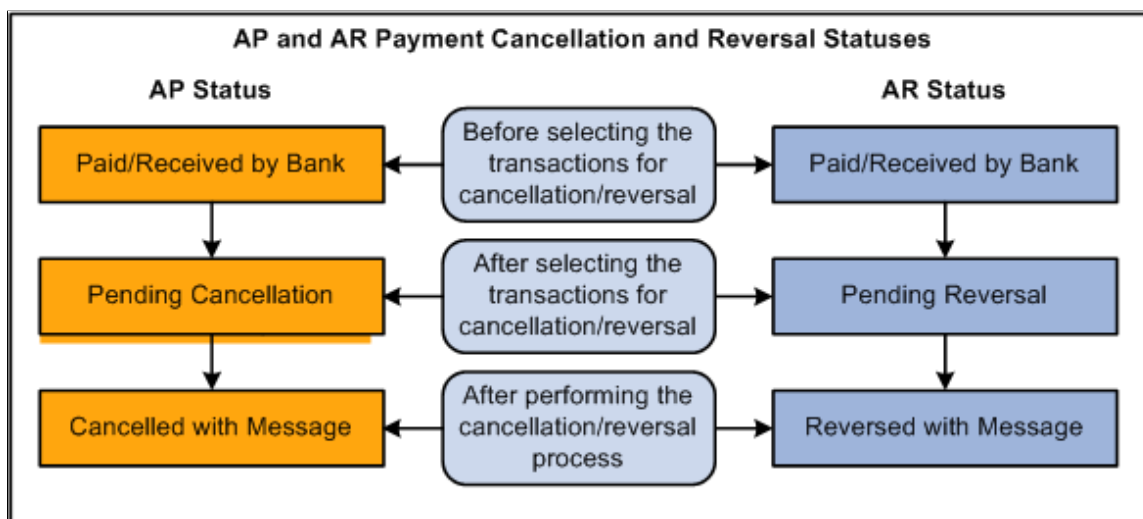 AP and AR Payment Cancellation and Reversal Statuses
AP Status
AR Status
Paid/Received by Bank
Before selecting the
transactions for
cancellation/reversal
Paid/Received by Bank
Pending Cancellation
After selecting the
transactions for
cancellation/reversal
Pending Reversal
Cancelled with Message
After performing the
cancellation/reversal
process
Reversed with Message